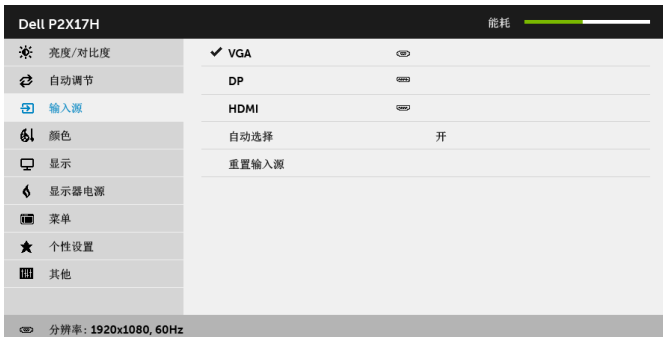 Dell P2X17H
能耗
亮度/对比度
VGA
自动调节
DP
输入源
HDMI
颜色
自动选择 开
显示
重置输入源
显示器电源
菜单
个性设置
其他
分辨率: 1920x1080, 60Hz